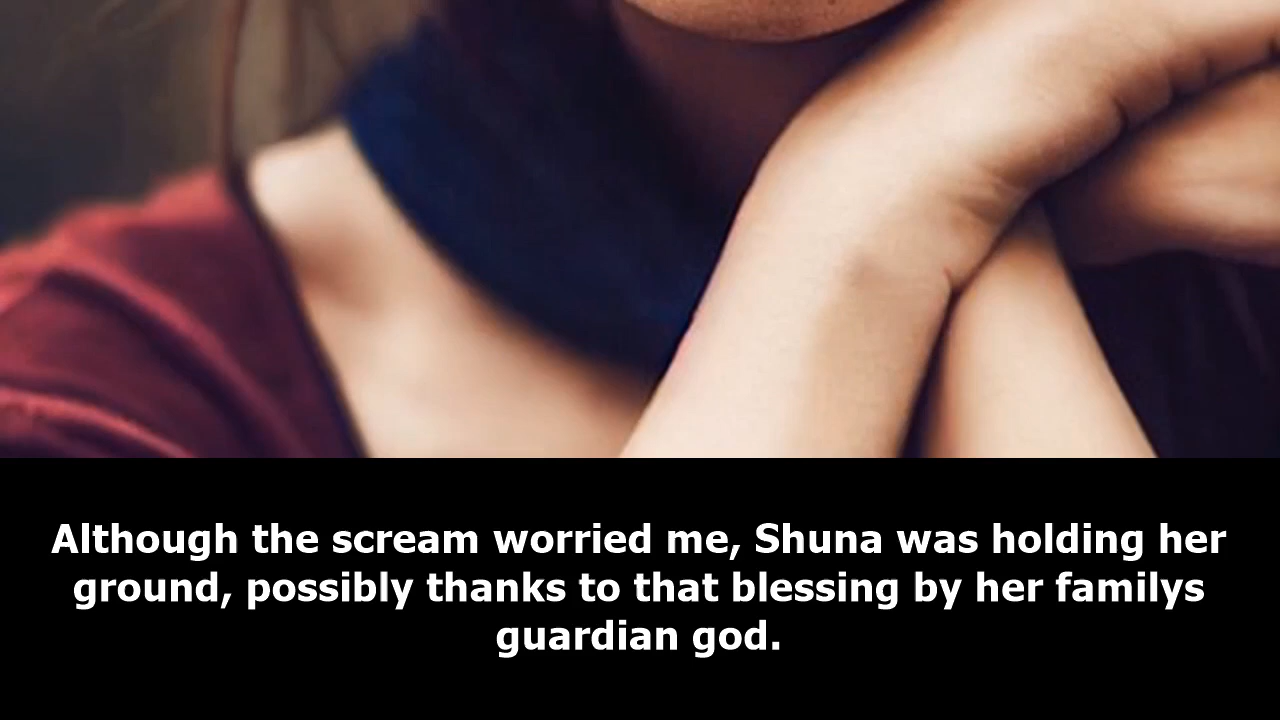 Although the scream worried me, Shuna was holding her
ground, possibly thanks to that blessing by her familys
guardian god.